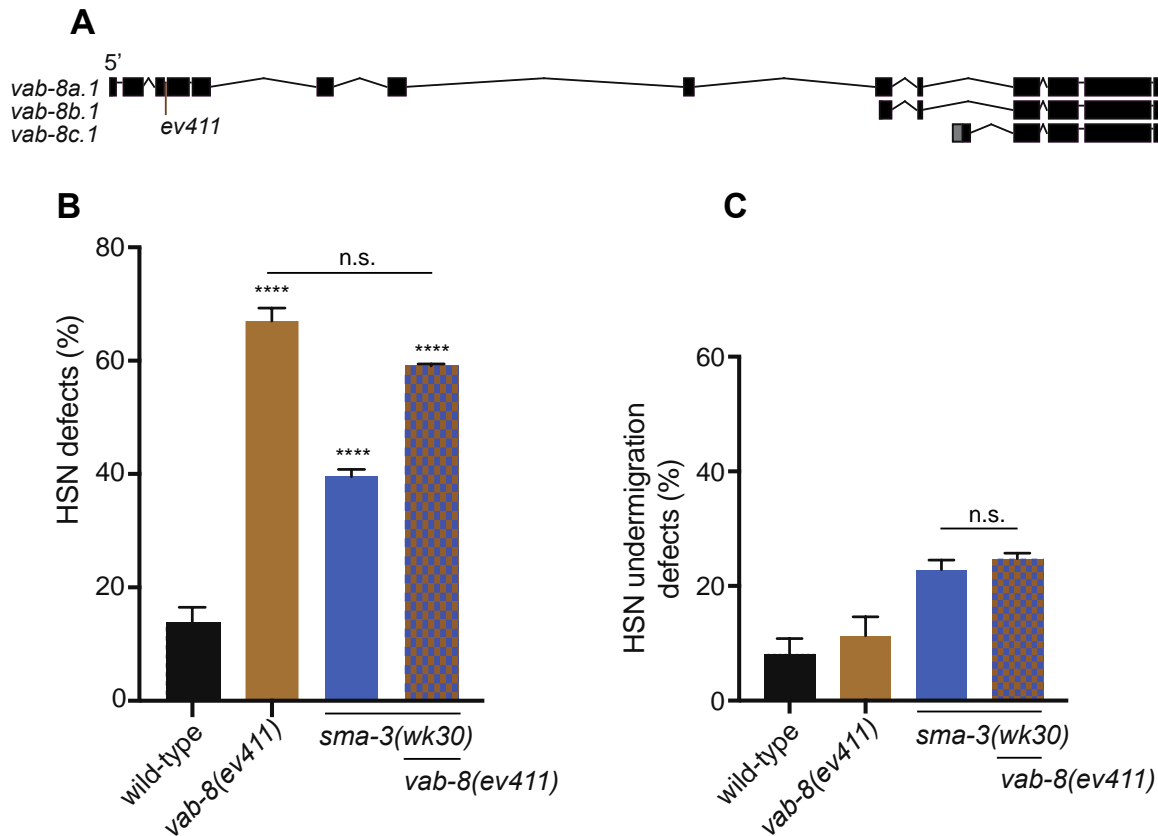 A
5’
vab-8a.1
vab-8b.1
vab-8c.1
ev411
B
HSN defects (%)
80
60
40
20
0
n.s.
****
****
****
wild-type
vab-8(ev411)
sma-3(wk30)
vab-8(ev411)
C
HSN undermigration
defects (%)
60
40
20
0
n.s.
wild-type
vab-8(ev411)
sma-3(wk30)
vab-8(ev411)